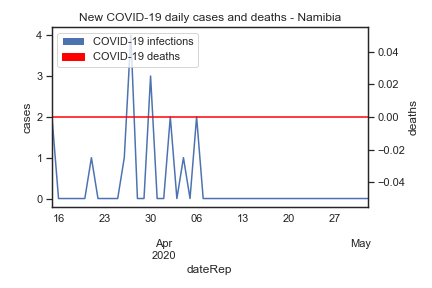 New COVID-19 daily cases and deaths - Namibia
COVID-19 infections
COVID-19 deaths
4
3
2
1
0
cases
0.04
0.02
0.00
−0.02
−0.04
deaths
16 23 30 06 13 20 27
Apr May
2020
dateRep